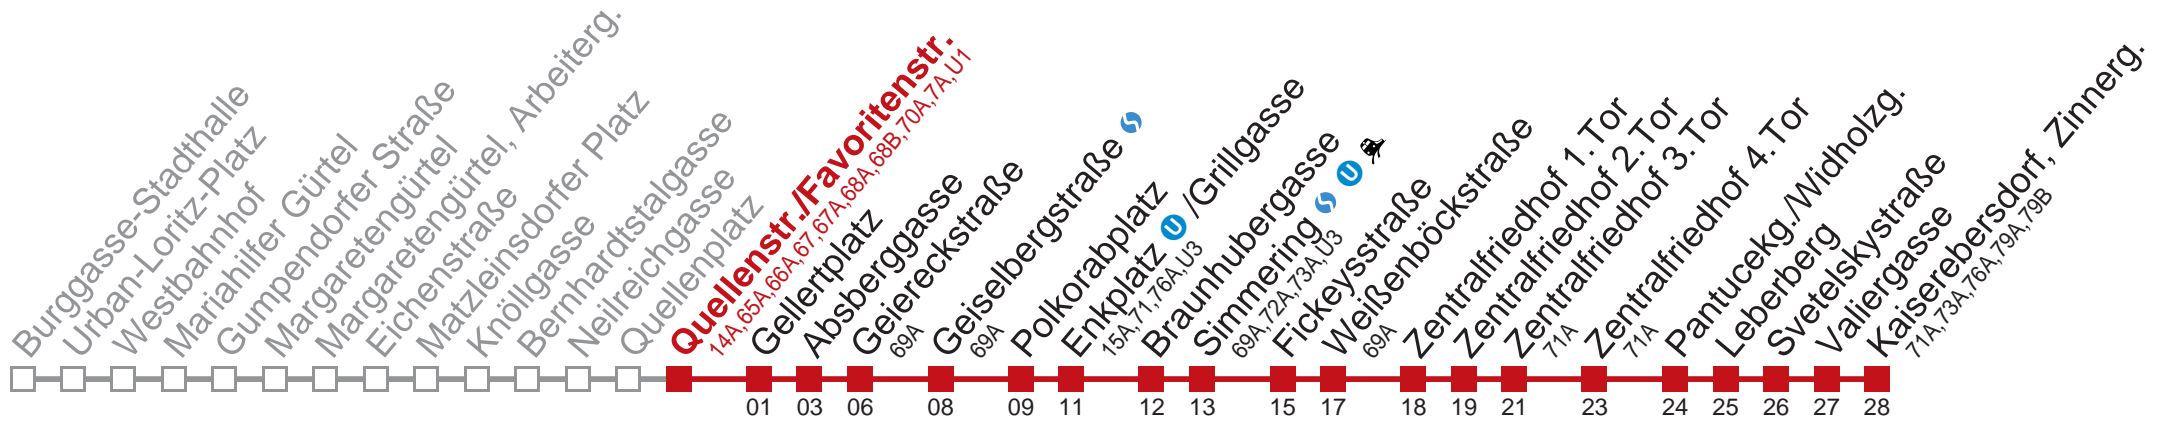 Burggasse-Stadthalle
Urban-Loritz-Platz
Westbahnhof
Mariahilfer Gürtel
Gumpendorfer Straße
Margaretengürtel
Margaretengürtel, Arbeiterg.
Eichenstraße
Matzleinsdorfer Platz
Knöllgasse
Bernhardtstalgasse
Neilreichgasse
Quellenplatz
Quellenstr./Favoritenstr.
14A,65A,66A,67,67A,68A,68B,70A,7A,U1
Gellertplatz
Absberggasse
Geiereckstraße
69A
Geiselbergstraße
69A
Polkorabplatz
Enkplatz U /Grillgasse
15A,71,76A,U3
Braunhubergasse
Simmering U
69A,72A,73A,U3
Fickeysstraße
Weißenböckstraße
69A
Zentralfriedhof 1.Tor
Zentralfriedhof 2.Tor
Zentralfriedhof 3.Tor
71A
Zentralfriedhof 4.Tor
71A
Pantucekg./Widholzg.
Leberberg
Svetelskystraße
Valiergasse
Kaiserebersdorf, Zinnerg.
71A,73A,76A,79A,79B
01 03 06 08 09 11 12 13 15 17 18 19 21 23 24 25 26 27 28